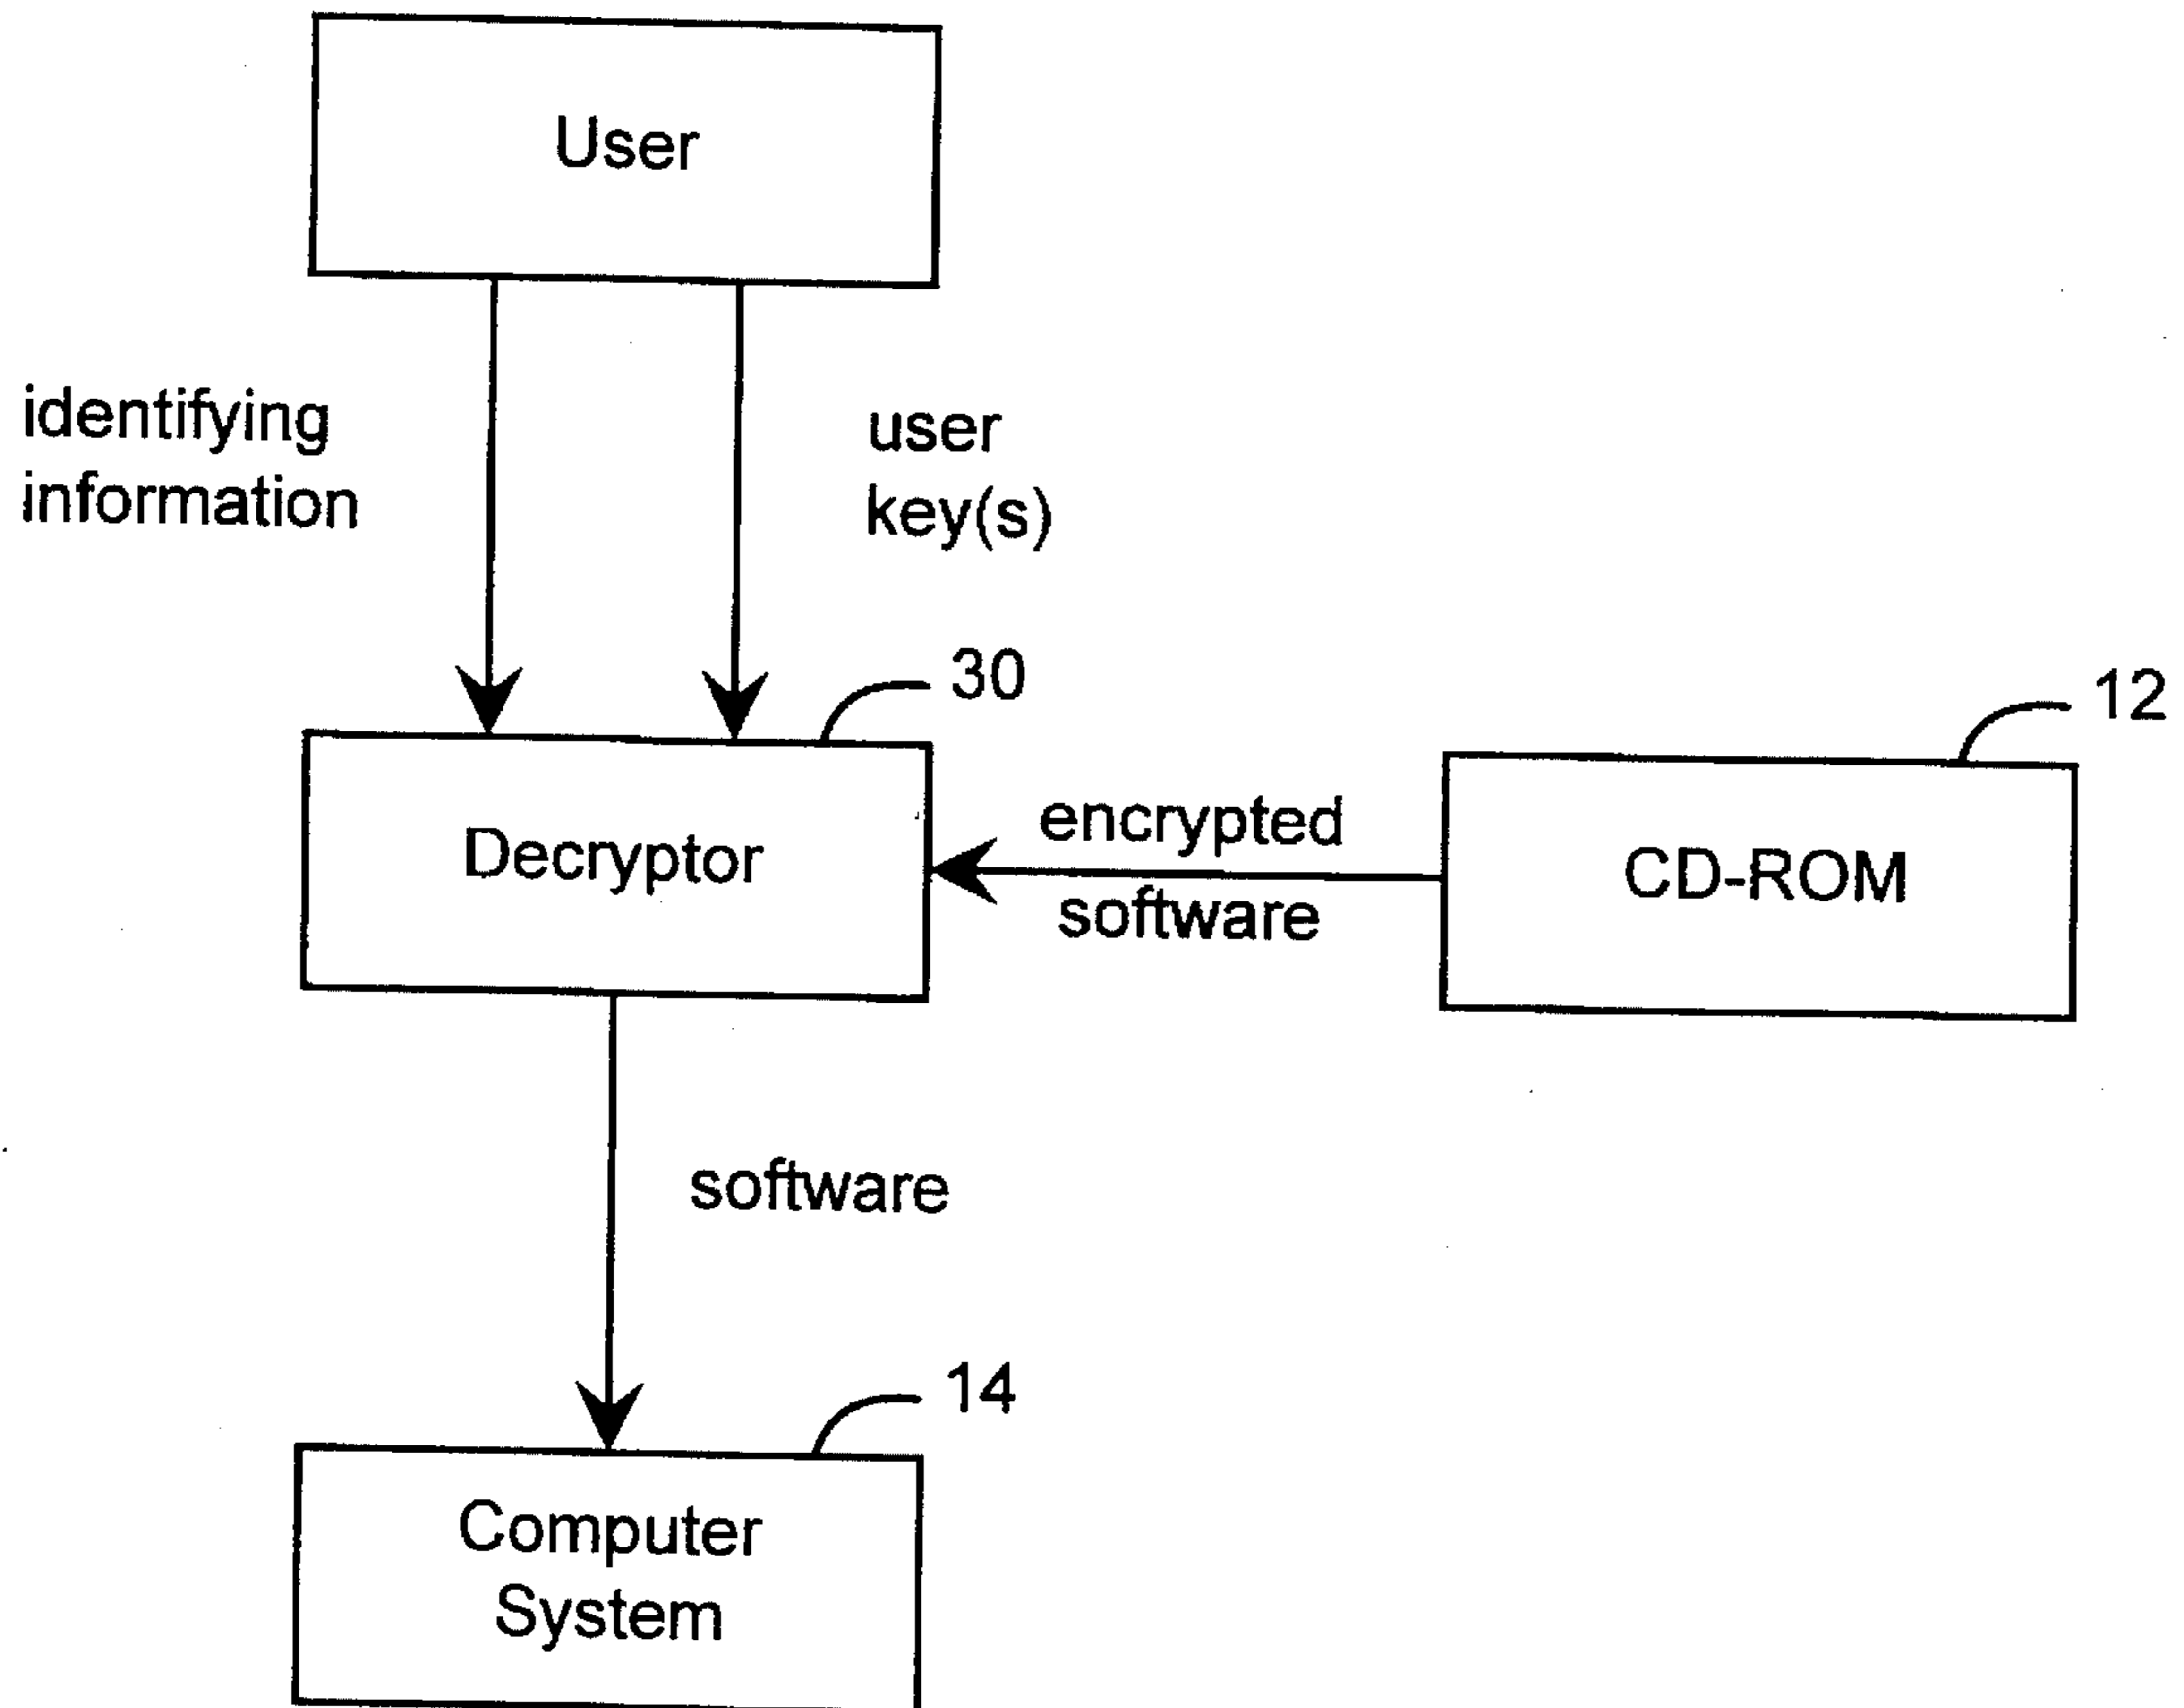 User
identifying
information
user
key(s)
30
12
Decryptor
encrypted
software
CD-ROM
software
14
Computer
System